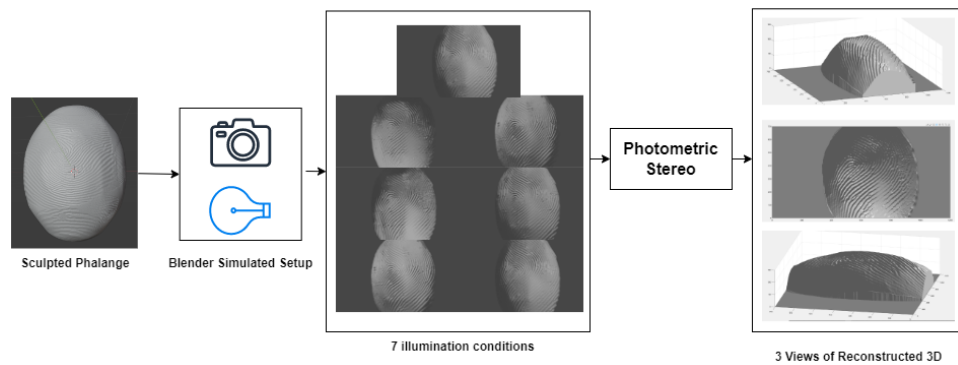 Photometric
Stereo
Sculpted Phalange
Blender Simulated Setup
7 illumination conditions
3 Views of Reconstructed 3D